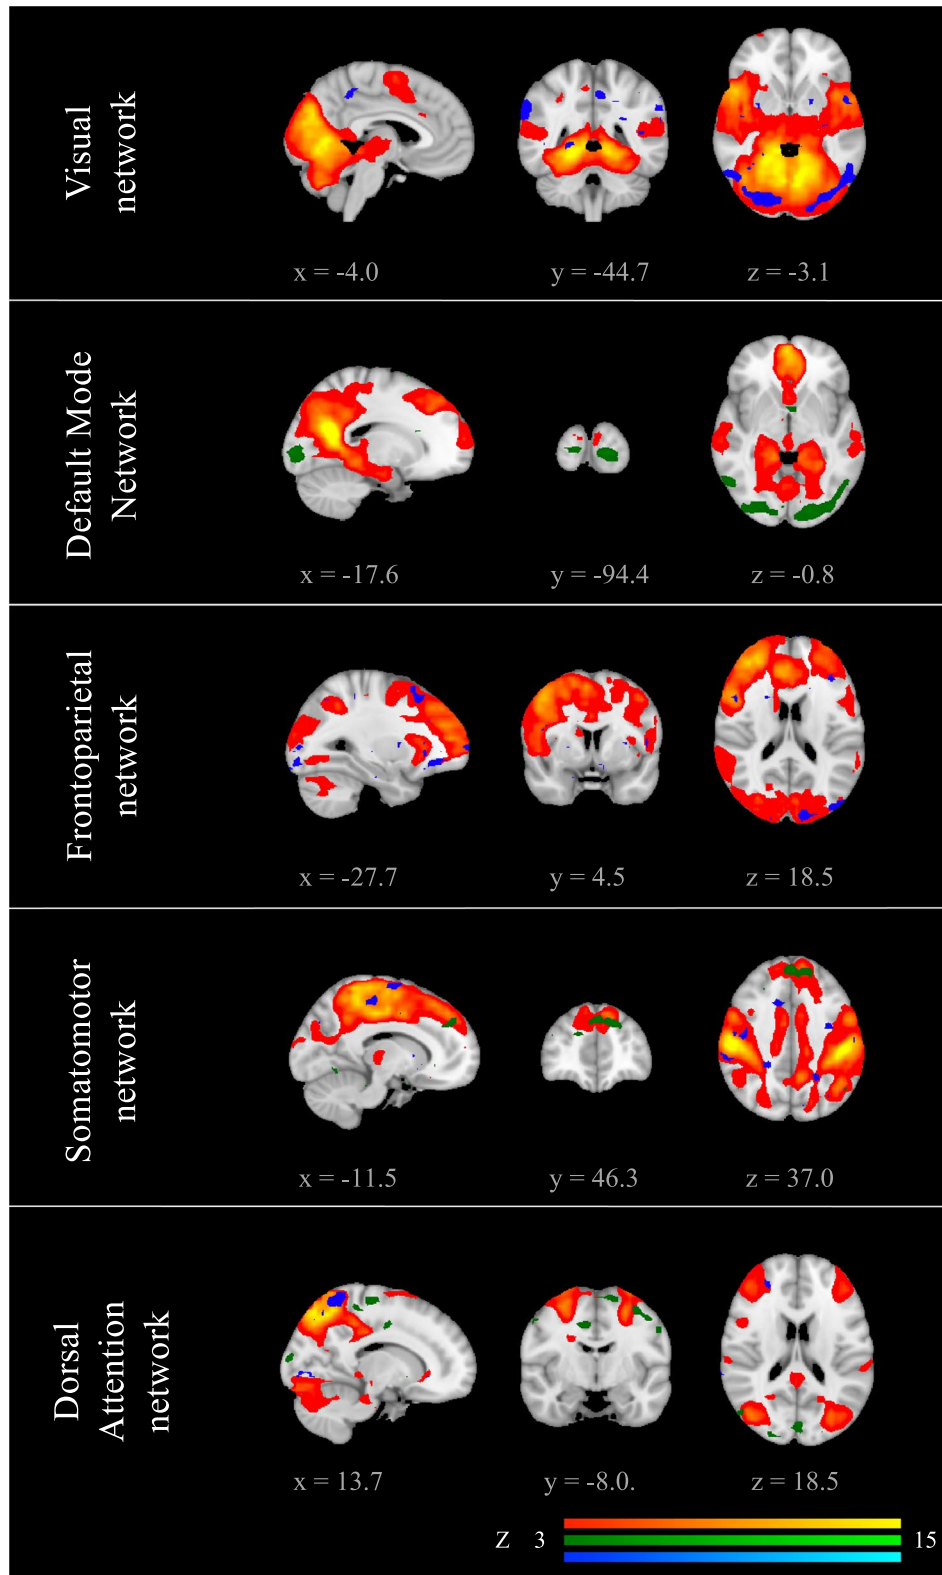 Visual
network
x = -4.0
y = -44.7
z = -3.1
Default Mode
Network
x = -17.6
y = -94.4
z = -0.8
Frontoparietal
network
x = -27.7
y = 4.5
z = 18.5
Somatomotor
network
x = -11.5
y = 46.3
z = 37.0
Dorsal
Attention
network
x = 13.7
y = -8.0.
z = 18.5
Z 3 15